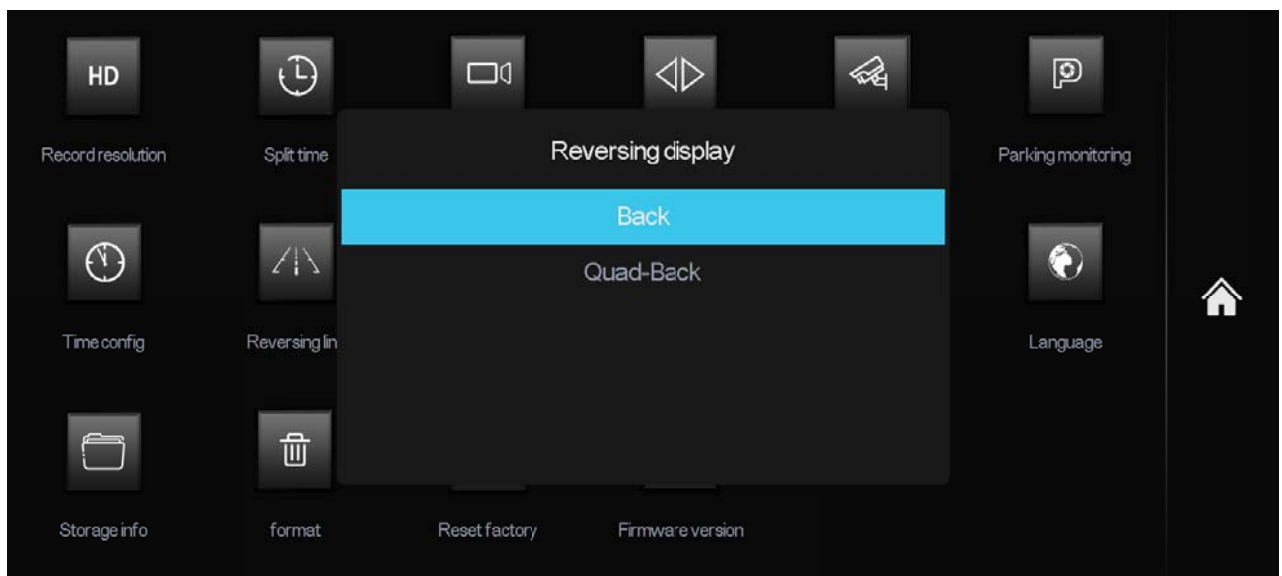 HD
Record resolution
Split time
Parking monitoring
Reversing display
Back
Quad-Back
Time config
Reversing lin
Language
Storage info
format
Reset factory
Firmware version